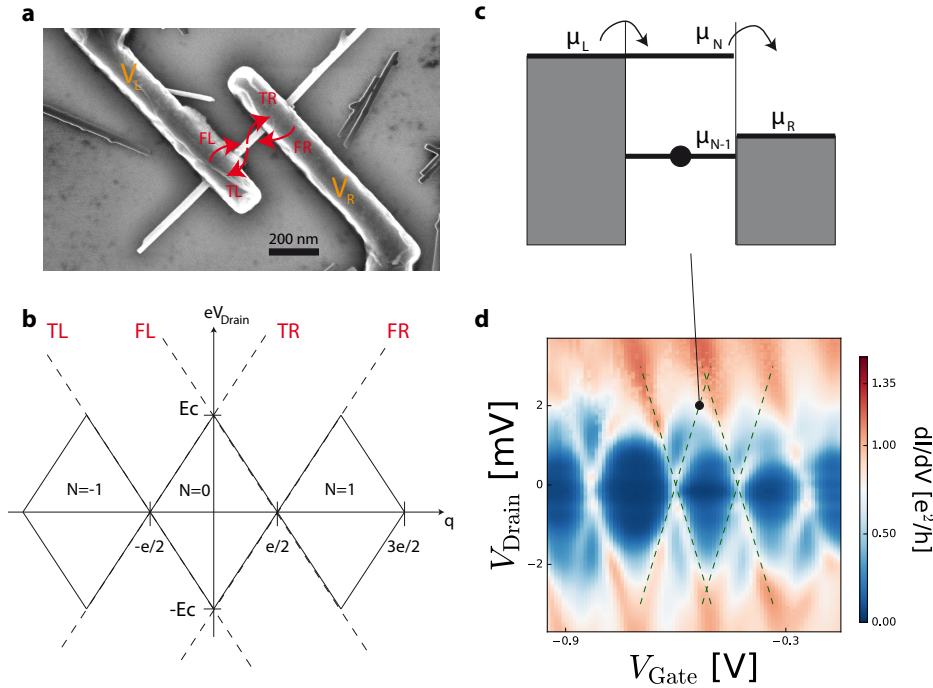 a
V_L
TR
FL
FR
TL
V_R
200 nm
c
μ_L
μ_N
μ_R
μ_N-1
b
eV_Drain
TL
FL
TR
FR
Ec
N=-1
N=0
N=1
q
-e/2
e/2
3e/2
-Ec
d
V_Drain [mV]
2
0
−2
−0.9
−0.3
V_Gate [V]
1.35
1.00
0.50
0.00
dI/dV [e²/h]